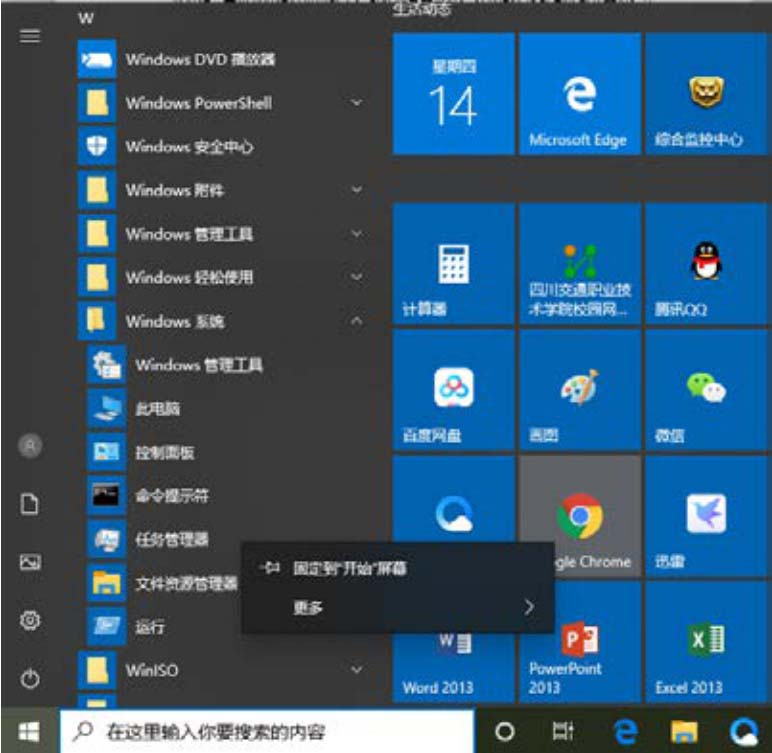 W
生活动态
Windows DVD 播放器
Windows PowerShell
Windows 安全中心
Windows 附件
Windows 管理工具
Windows 轻松使用
Windows 系统
Windows 管理工具
此电脑
控制面板
命令提示符
任务管理器
文件资源管理器
运行
WinISO
固定到"开始"屏幕
更多
星期四
14
Microsoft Edge
综合监控中心
计算器
四川交通职业技
术学院校园网...
腾讯QQ
百度网盘
画图
微信
gle Chrome
迅雷
Word 2013
PowerPoint
2013
Excel 2013
在这里输入你要搜索的内容